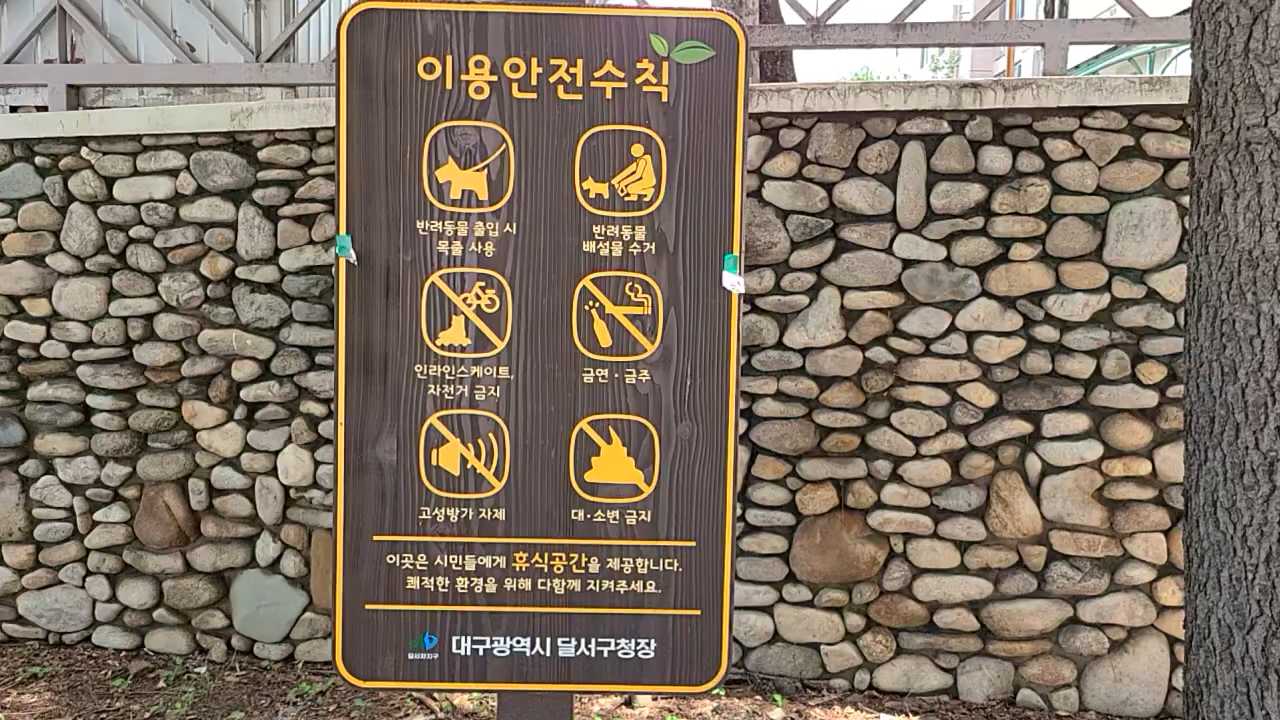 이용안전수칙
반려동물 출입 시
목줄 사용
반려동물
배설물 수거
인라인스케이트,
자전거 금지
금연 · 금주
고성방가 자제
대 · 소변 금지
이곳은 시민들에게 휴식공간을 제공합니다.
쾌적한 환경을 위해 다함께 지켜주세요.
대구광역시 달서구청장